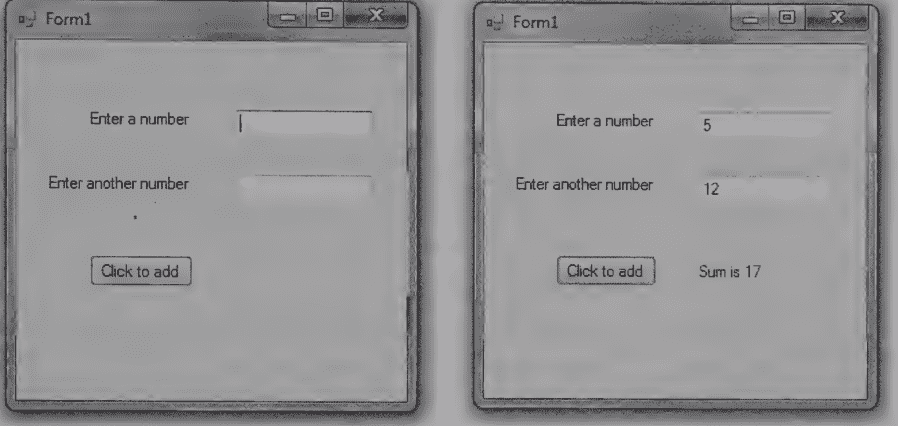 Form1
Enter a number
Enter another number
Click to add
Form1
Enter a number 5
Enter another number 12
Click to add Sum is 17